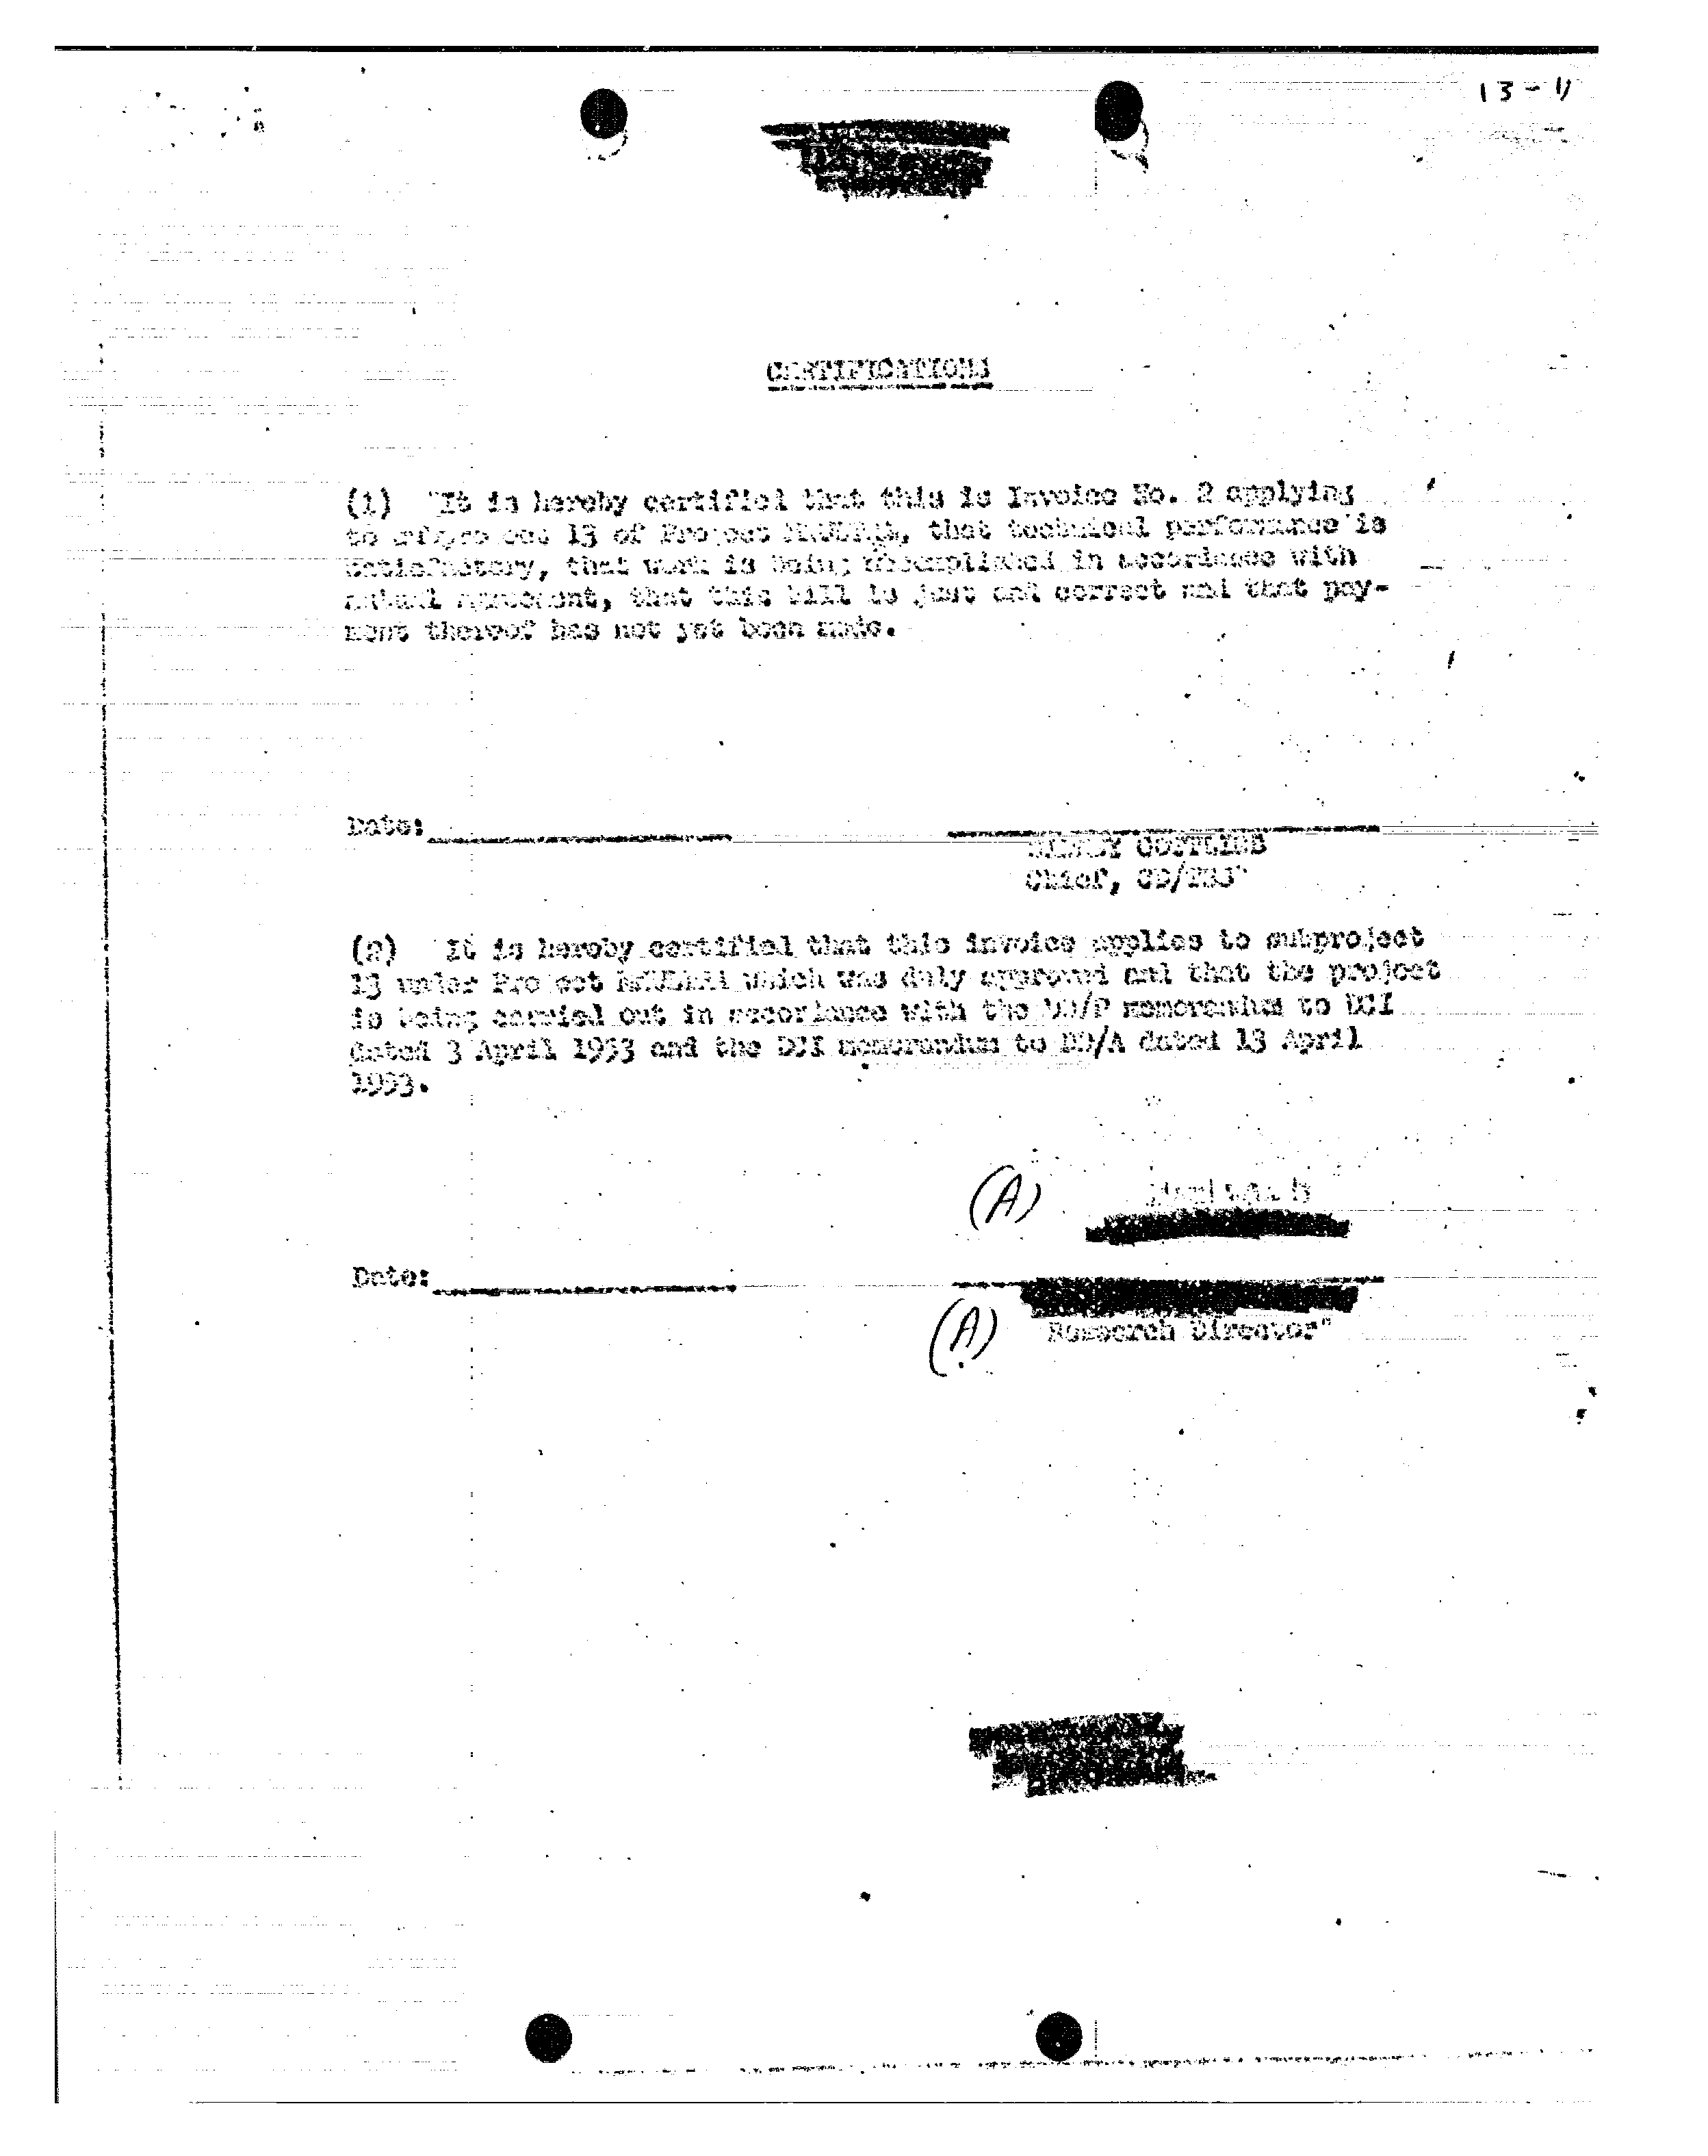 13-11
CERTIFICATIONS
(1) "It is hereby certified that this is Invoice No. 2 applying
to subproject 13 of Project MKULTRA, that technical performance is
satisfactory, that work is being accomplished in accordance with
mutual agreement, that this bill is just and correct and that pay-
ment thereof has not yet been made.
Date:
SIDNEY GOTTLIEB
Chief, CD/TSS"
(2) "It is hereby certified that this invoice applies to subproject
13 under Project MKULTRA which was duly approved and that the project
is being carried out in accordance with the DD/P memorandum to DCI
dated 3 April 1953 and the DCI memorandum to DD/A dated 13 April
1953.
(A)
Date:
(A) Research Director"